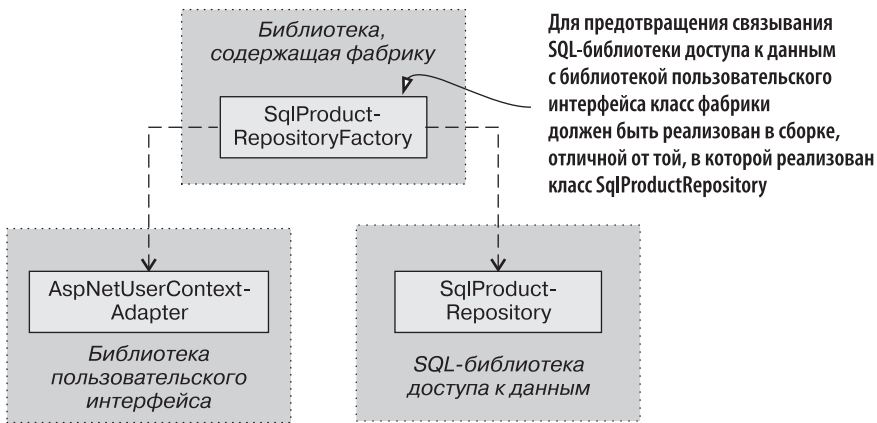 Библиотека,
содержащая фабрику
SqlProduct-
RepositoryFactory
Для предотвращения связывания
SQL-библиотеки доступа к данным
с библиотекой пользовательского
интерфейса класс фабрики
должен быть реализован в сборке,
отличной от той, в которой реализован
класс SqlProductRepository
AspNetUserContext-
Adapter
Библиотека
пользовательского
интерфейса
SqlProduct-
Repository
SQL-библиотека
доступа к данным